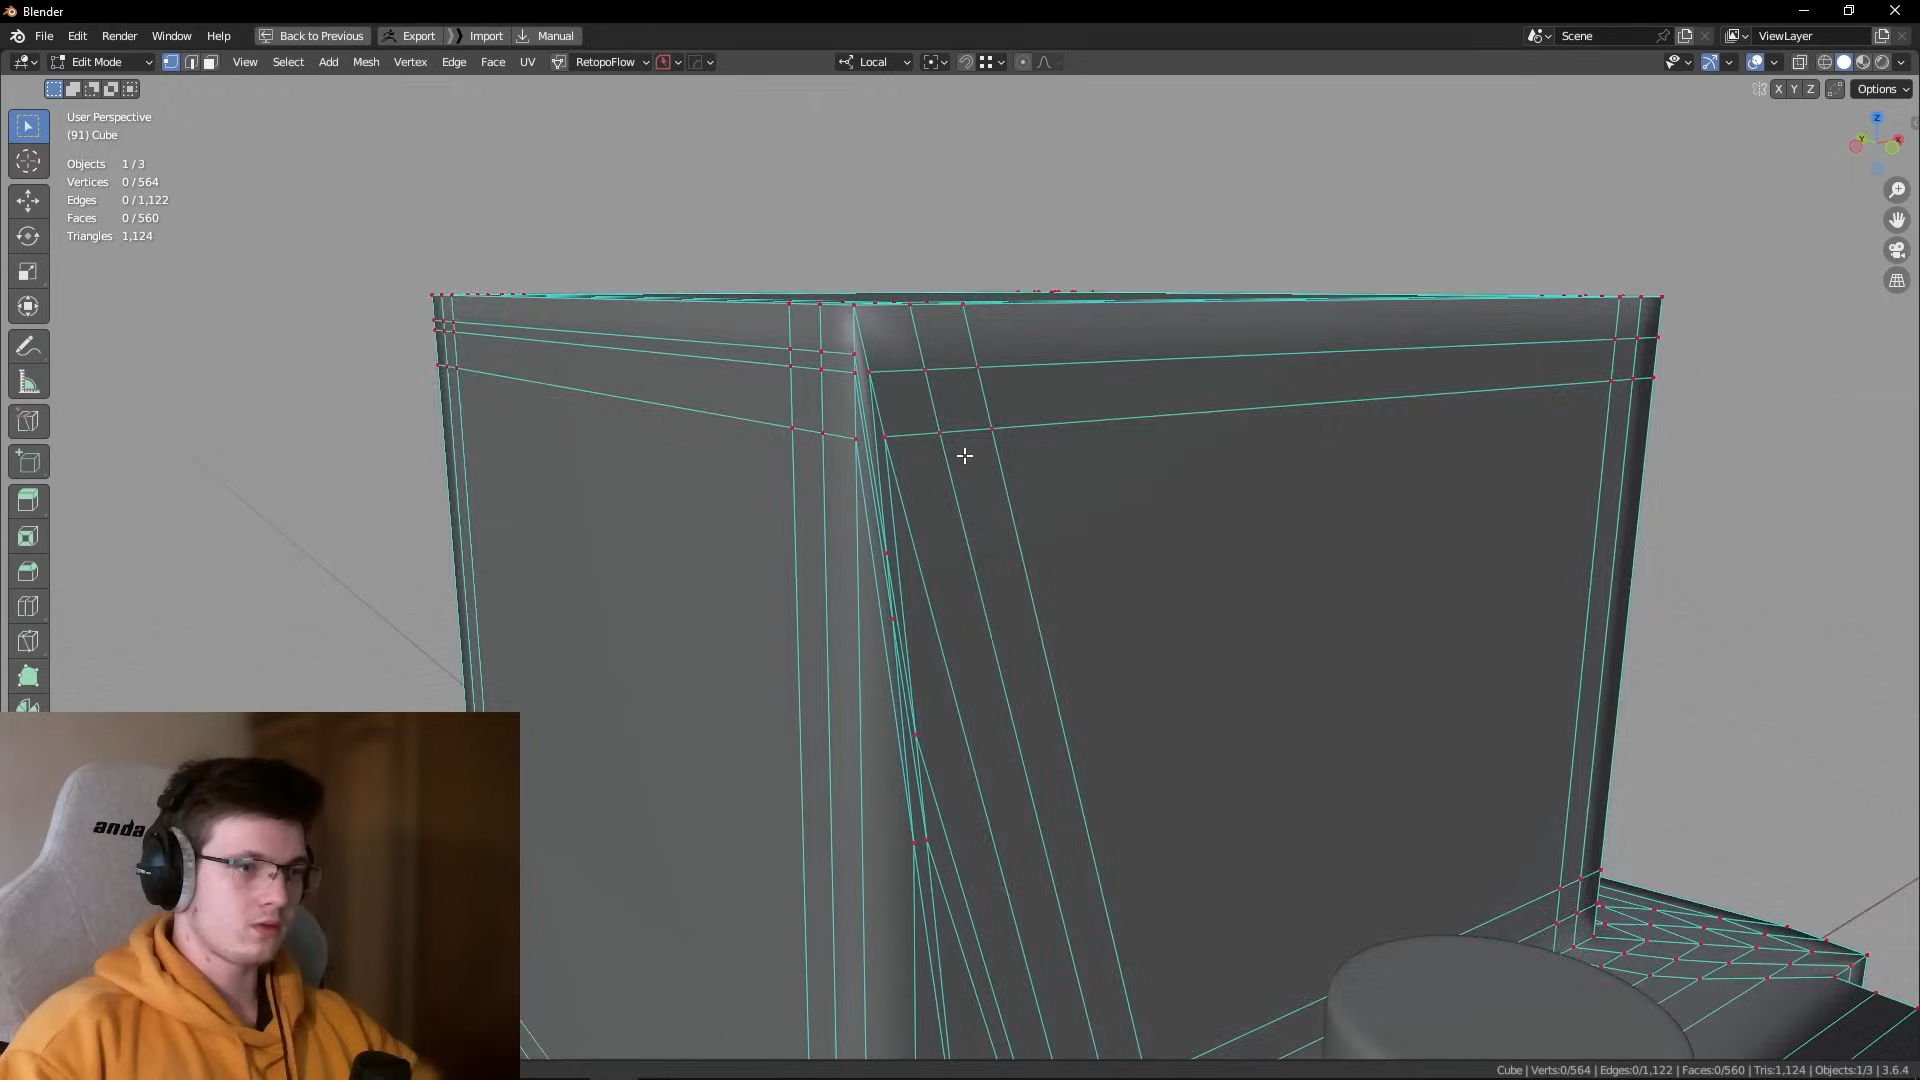 Blender
File Edit Render Window Help Back to Previous Export Import Manual Scene ViewLayer
Edit Mode View Select Add Mesh Vertex Edge Face UV RetopoFlow Local
X Y Z Options
User Perspective
(91) Cube
Objects 1 / 3
Vertices 0 / 564
Edges 0 / 1,122
Faces 0 / 560
Triangles 1,124
Z
Y X
anda
Cube | Verts:0/564 | Edges:0/1,122 | Faces:0/560 | Tris:1,124 | Objects:1/3 | 3.6.4